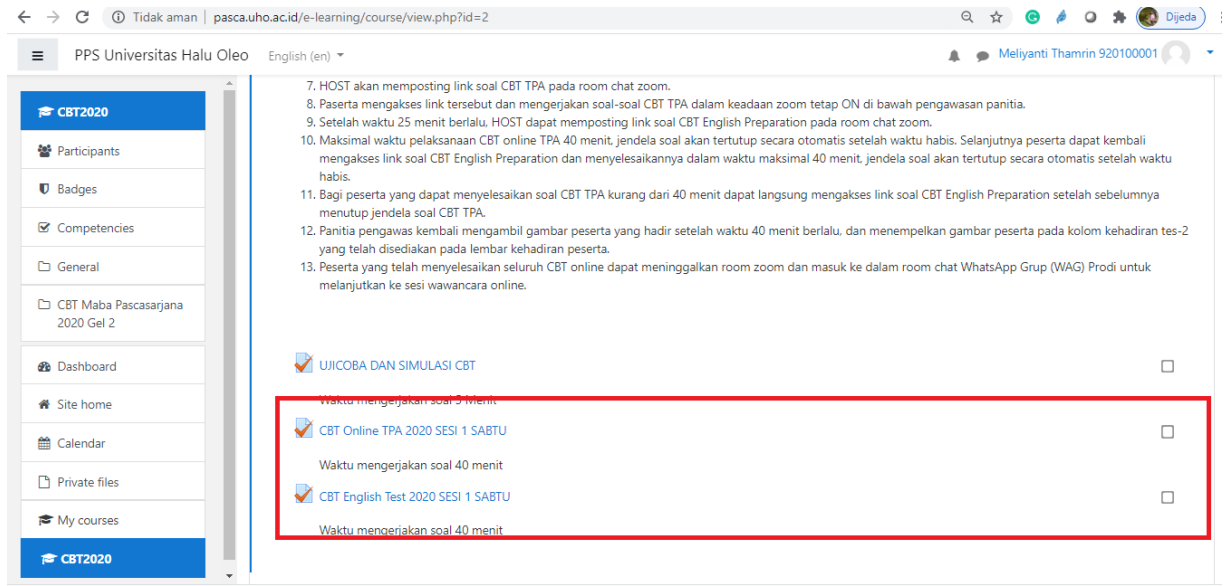 Tidak aman | pasca.uho.ac.id/e-learning/course/view.php?id=2
Dijeda
PPS Universitas Halu Oleo English (en)
Meliyanti Thamrin 920100001
CBT2020
Participants
Badges
Competencies
General
CBT Maba Pascasarjana
2020 Gel 2
Dashboard
Site home
Calendar
Private files
My courses
CBT2020
7. HOST akan memposting link soal CBT TPA pada room chat zoom.
8. Paserta mengakses link tersebut dan mengerjakan soal-soal CBT TPA dalam keadaan zoom tetap ON di bawah pengawasan panitia.
9. Setelah waktu 25 menit berlalu, HOST dapat memposting link soal CBT English Preparation pada room chat zoom.
10. Maksimal waktu pelaksanaan CBT online TPA 40 menit, jendela soal akan tertutup secara otomatis setelah waktu habis. Selanjutnya peserta dapat kembali
mengakses link soal CBT English Preparation dan menyelesaikannya dalam waktu maksimal 40 menit, jendela soal akan tertutup secara otomatis setelah waktu
habis.
11. Bagi peserta yang dapat menyelesaikan soal CBT TPA kurang dari 40 menit dapat langsung mengakses link soal CBT English Preparation setelah sebelumnya
menutup jendela soal CBT TPA.
12. Panitia pengawas kembali mengambil gambar peserta yang hadir setelah waktu 40 menit berlalu, dan menempelkan gambar peserta pada kolom kehadiran tes-2
yang telah disediakan pada lembar kehadiran peserta.
13. Peserta yang telah menyelesaikan seluruh CBT online dapat meninggalkan room zoom dan masuk ke dalam room chat WhatsApp Grup (WAG) Prodi untuk
melanjutkan ke sesi wawancara online.
UJICOBA DAN SIMULASI CBT
Waktu mengerjakan soal 5 Menit
CBT Online TPA 2020 SESI 1 SABTU
Waktu mengerjakan soal 40 menit
CBT English Test 2020 SESI 1 SABTU
Waktu mengerjakan soal 40 menit